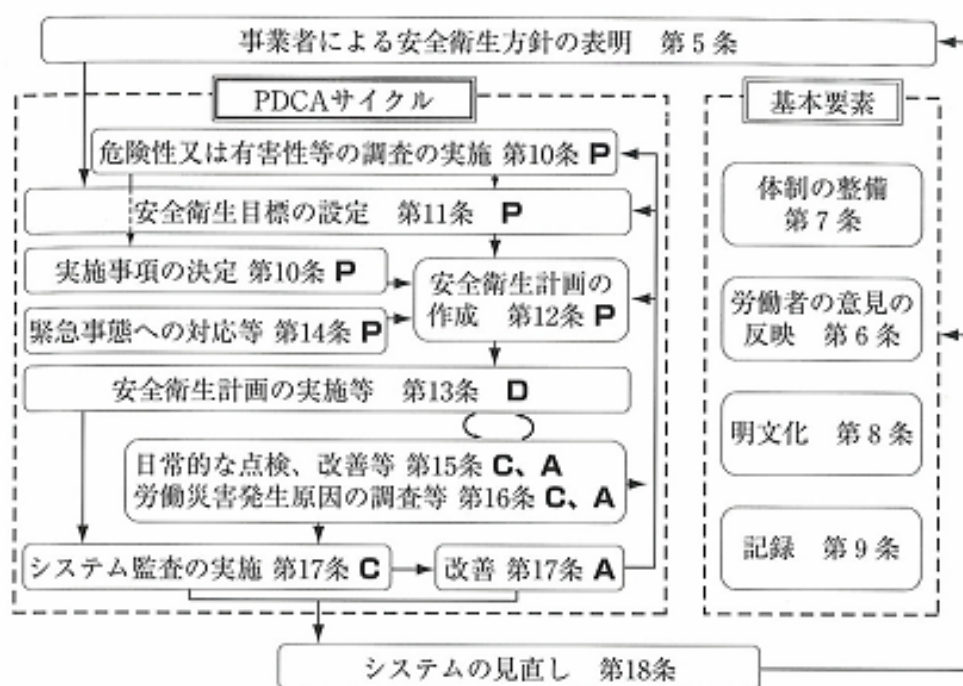 事業者による安全衛生方針の表明 第5条
PDCAサイクル
危険性又は有害性等の調査の実施 第10条 P
安全衛生目標の設定 第11条 P
実施事項の決定 第10条 P
安全衛生計画の
作成 第12条 P
緊急事態への対応等 第14条 P
安全衛生計画の実施等 第13条 D
日常的な点検、改善等 第15条 C、A
労働災害発生原因の調査等 第16条 C、A
システム監査の実施 第17条 C
改善 第17条 A
基本要素
体制の整備
第7条
労働者の意見の
反映 第6条
明文化 第8条
記録 第9条
システムの見直し 第18条